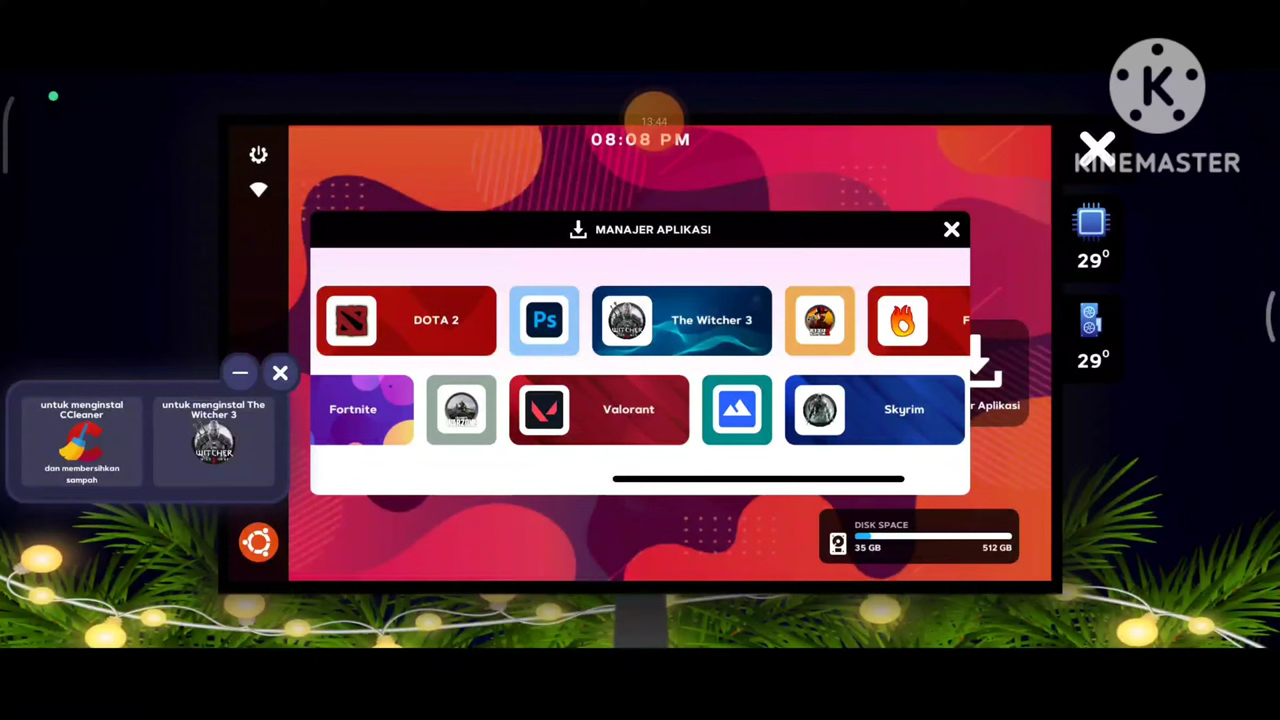 13:44
08:08 PM
KINEMASTER
MANAJER APLIKASI
29°
DOTA 2
Ps
The Witcher 3
F
29°
r Aplikasi
untuk menginstal
CCleaner
dan membersihkan
sampah
untuk menginstal The
Witcher 3
WITCHER
Fortnite
Valorant
Skyrim
DISK SPACE
35 GB
512 GB